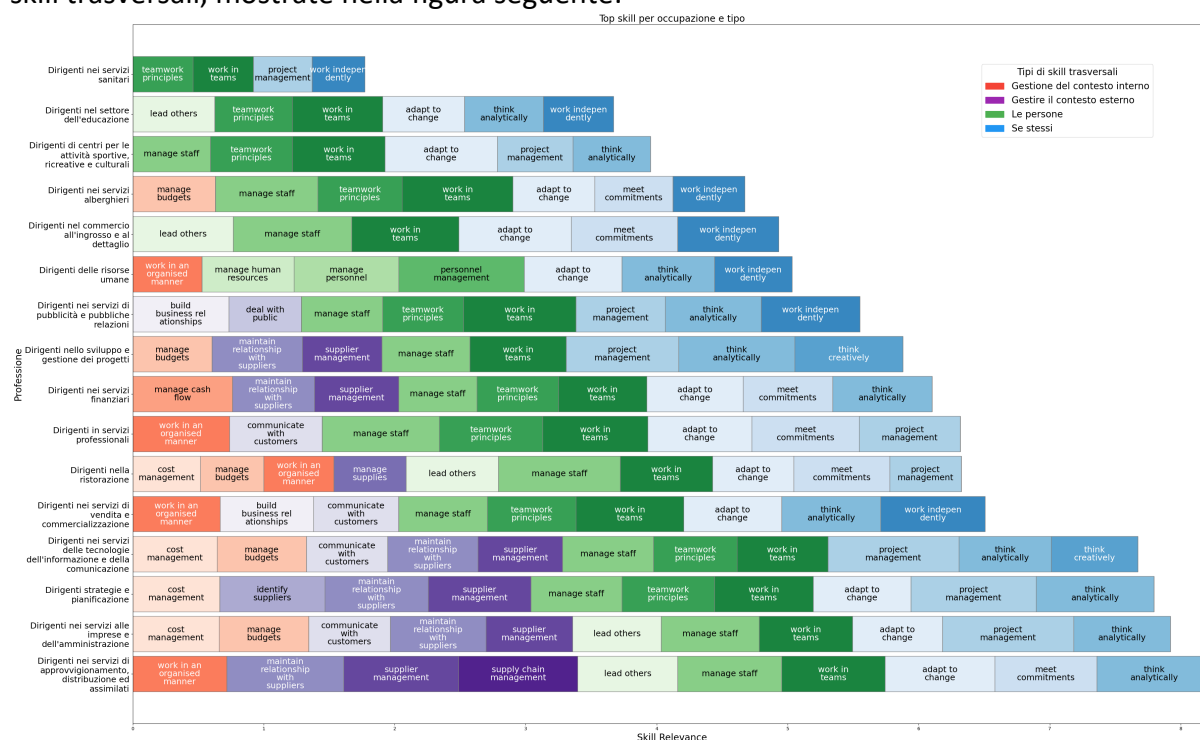 skill trasversali, mostrate nella figura seguente:
Top skill per occupazione e tipo
Tipi di skill trasversali
Gestione del contesto interno
Gestire il contesto esterno
Le persone
Se stessi
Professione
Dirigenti nei servizi
sanitari
teamwork
principles
work in
teams
project
management
work indepen
dently
Dirigenti nel settore
dell'educazione
lead others
teamwork
principles
work in
teams
adapt to
change
think
analytically
work indepen
dently
Dirigenti di centri per le
attività sportive,
ricreative e culturali
manage staff
teamwork
principles
work in
teams
adapt to
change
project
management
think
analytically
Dirigenti nei servizi
alberghieri
manage
budgets
manage staff
teamwork
principles
work in
teams
adapt to
change
meet
commitments
work indepen
dently
Dirigenti nel commercio
all'ingrosso e al
dettaglio
lead others
manage staff
work in
teams
adapt to
change
meet
commitments
work indepen
dently
Dirigenti delle risorse
umane
work in an
organised
manner
manage human
resources
manage
personnel
personnel
management
adapt to
change
think
analytically
work indepen
dently
Dirigenti nei servizi di
pubblicità e pubbliche
relazioni
build
business rel
ationships
deal with
public
manage staff
teamwork
principles
work in
teams
project
management
think
analytically
work indepen
dently
Dirigenti nello sviluppo e
gestione dei progetti
manage
budgets
maintain
relationship
with
suppliers
supplier
management
manage staff
work in
teams
project
management
think
analytically
think
creatively
Dirigenti nei servizi
finanziari
manage cash
flow
maintain
relationship
with
suppliers
supplier
management
manage staff
teamwork
principles
work in
teams
adapt to
change
meet
commitments
think
analytically
Dirigenti in servizi
professionali
work in an
organised
manner
communicate
with
customers
manage staff
teamwork
principles
work in
teams
adapt to
change
meet
commitments
project
management
Dirigenti nella
ristorazione
cost
management
manage
budgets
work in an
organised
manner
manage
supplies
lead others
manage staff
work in
teams
adapt to
change
meet
commitments
project
management
Dirigenti nei servizi di
vendita e
commercializzazione
work in an
organised
manner
build
business rel
ationships
communicate
with
customers
manage staff
teamwork
principles
work in
teams
adapt to
change
think
analytically
work indepen
dently
Dirigenti nei servizi
delle tecnologie
dell'informazione e della
comunicazione
cost
management
manage
budgets
communicate
with
customers
maintain
relationship
with
suppliers
supplier
management
manage staff
teamwork
principles
work in
teams
project
management
think
analytically
think
creatively
Dirigenti strategie e
pianificazione
cost
management
identify
suppliers
maintain
relationship
with
suppliers
supplier
management
manage staff
teamwork
principles
work in
teams
adapt to
change
project
management
think
analytically
Dirigenti nei servizi alle
imprese e
dell'amministrazione
cost
management
manage
budgets
communicate
with
customers
maintain
relationship
with
suppliers
supplier
management
lead others
manage staff
work in
teams
adapt to
change
project
management
think
analytically
Dirigenti nei servizi di
approvvigionamento,
distribuzione ed
assimilati
work in an
organised
manner
maintain
relationship
with
suppliers
supplier
management
supply chain
management
lead others
manage staff
work in
teams
adapt to
change
meet
commitments
think
analytically
0 1 2 3 4 5 6 7 8
Skill Relevance